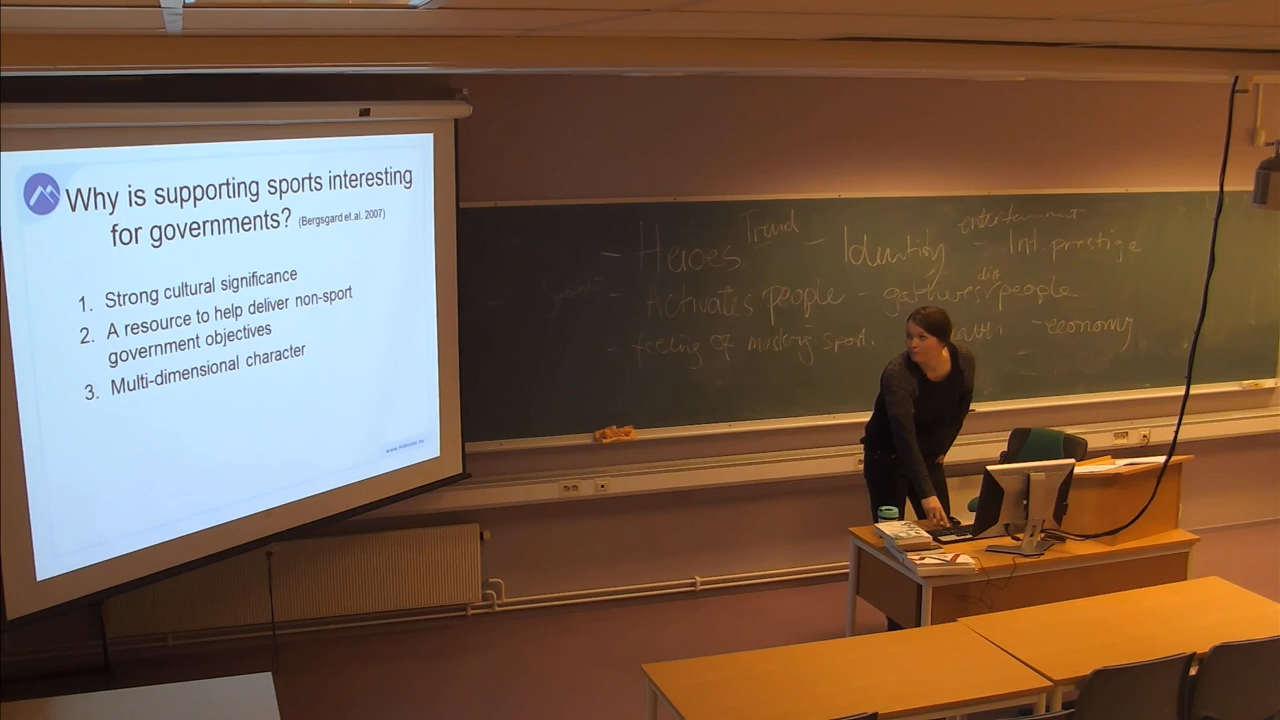 Why is supporting sports interesting
for governments? (Bergsgard et.al. 2007)
1. Strong cultural significance
2. A resource to help deliver non-sport
government objectives
3. Multi-dimensional character
Trend entertainment
- Heroes - Identity - Int. prestige
diff
- Activates people - gathers people
- feeling of mastering sport. - economy